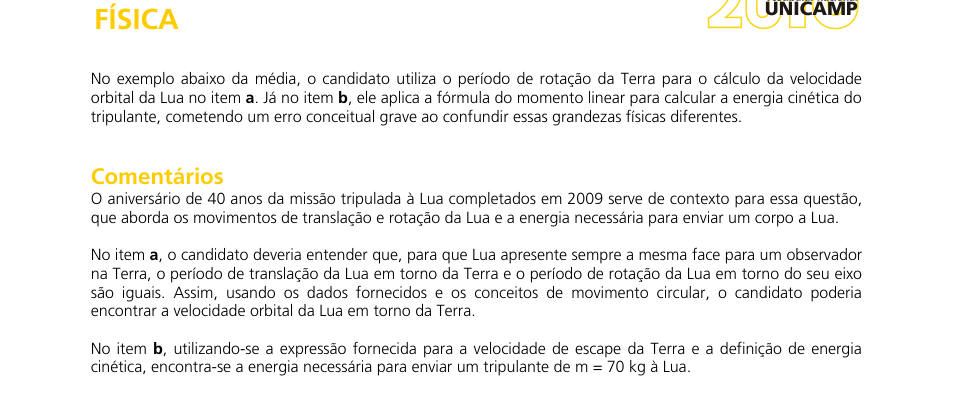 FÍSICA
UNICAMP
No exemplo abaixo da média, o candidato utiliza o período de rotação da Terra para o cálculo da velocidade
orbital da Lua no item a. Já no item b, ele aplica a fórmula do momento linear para calcular a energia cinética do
tripulante, cometendo um erro conceitual grave ao confundir essas grandezas físicas diferentes.
Comentários
O aniversário de 40 anos da missão tripulada à Lua completados em 2009 serve de contexto para essa questão,
que aborda os movimentos de translação e rotação da Lua e a energia necessária para enviar um corpo a Lua.
No item a, o candidato deveria entender que, para que Lua apresente sempre a mesma face para um observador
na Terra, o período de translação da Lua em torno da Terra e o período de rotação da Lua em torno do seu eixo
são iguais. Assim, usando os dados fornecidos e os conceitos de movimento circular, o candidato poderia
encontrar a velocidade orbital da Lua em torno da Terra.
No item b, utilizando-se a expressão fornecida para a velocidade de escape da Terra e a definição de energia
cinética, encontra-se a energia necessária para enviar um tripulante de m = 70 kg à Lua.